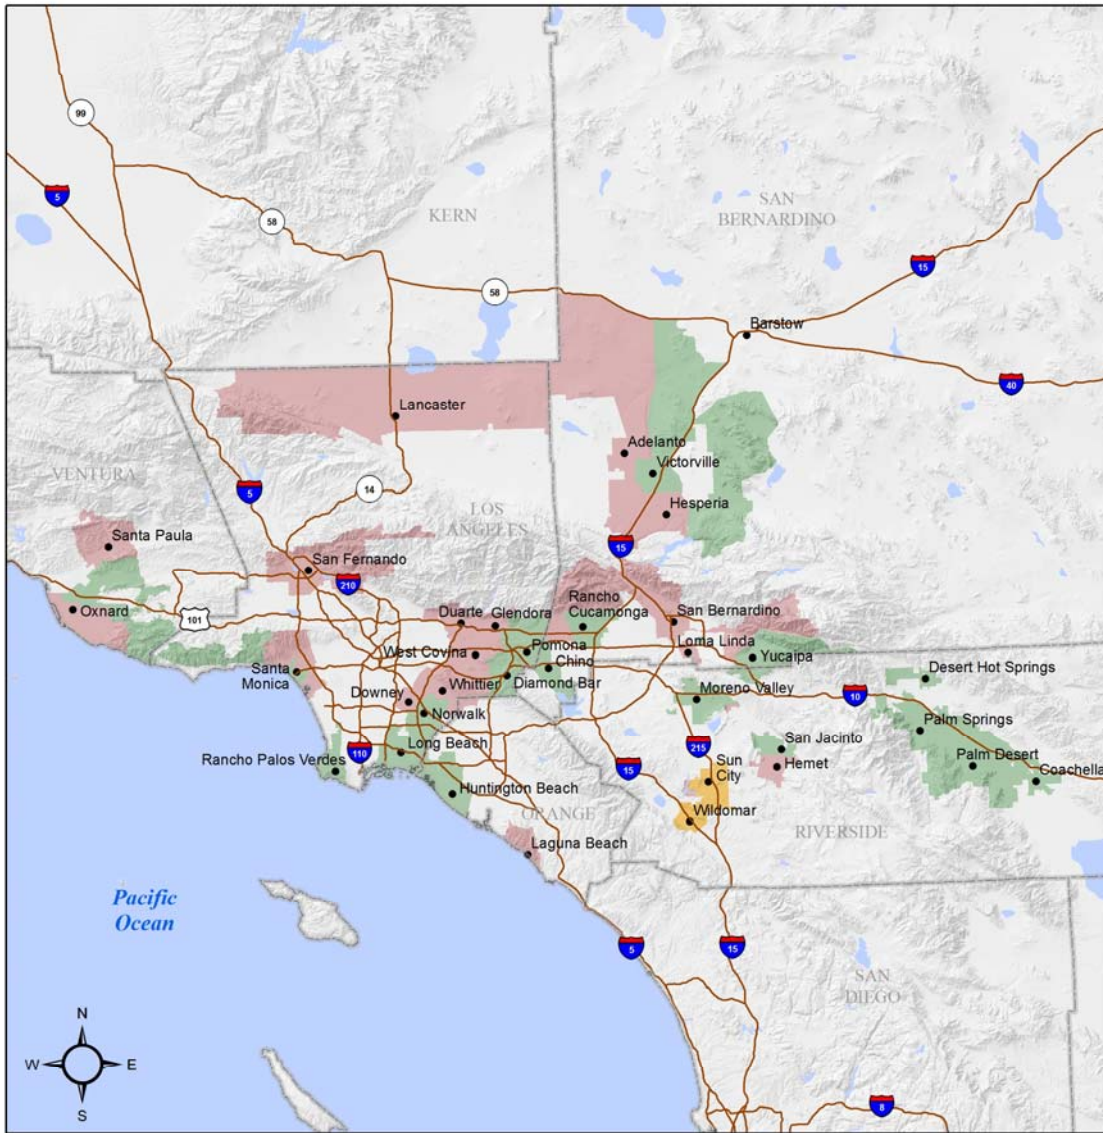 99
5
58
KERN
SAN
BERNARDINO
58
15
Barstow
40
Lancaster
Adelanto
Victorville
VENTURA
5
14
LOS
ANGELES
Hesperia
Santa Paula
15
San Fernando
210
Oxnard
101
Duarte
Glendora
Rancho
Cucamonga
San Bernardino
West Covina
Pomona
Loma Linda
Chino
Yucaipa
Santa
Monica
Downey
Whittier
Diamond Bar
Desert Hot Springs
Moreno Valley
10
Norwalk
Palm Springs
Long Beach
110
215
San Jacinto
Rancho Palos Verdes
15
Sun
City
Hemet
Palm Desert
Coachella
Huntington Beach
ORANGE
Wildomar
RIVERSIDE
Laguna Beach
Pacific
Ocean
5
15
SAN
DIEGO
N
W
E
S
8